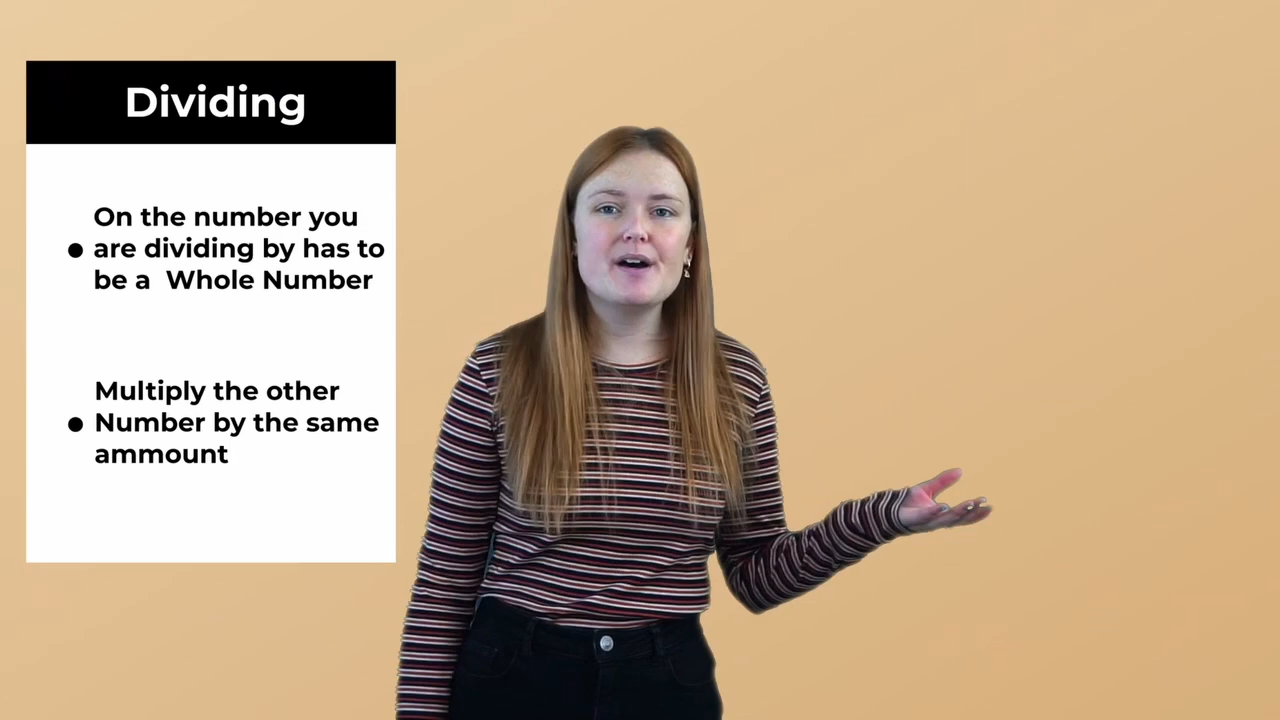 Dividing
On the number you
are dividing by has to
be a Whole Number
Multiply the other
Number by the same
ammount